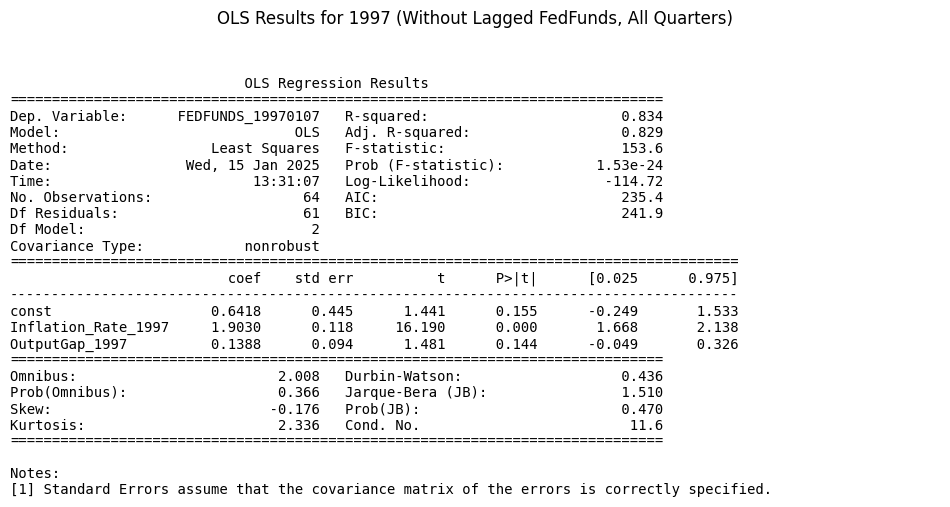 OLS Results for 1997 (Without Lagged FedFunds, All Quarters)
OLS Regression Results
==============================================================================
Dep. Variable:      FEDFUNDS_19970107   R-squared:                       0.834
Model:                            OLS   Adj. R-squared:                  0.829
Method:                 Least Squares   F-statistic:                     153.6
Date:                Wed, 15 Jan 2025   Prob (F-statistic):           1.53e-24
Time:                        13:31:07   Log-Likelihood:                -114.72
No. Observations:                  64   AIC:                             235.4
Df Residuals:                      61   BIC:                             241.9
Df Model:                           2
Covariance Type:            nonrobust
=======================================================================================
                          coef    std err          t      P>|t|      [0.025      0.975]
---------------------------------------------------------------------------------------
const                   0.6418      0.445      1.441      0.155      -0.249       1.533
Inflation_Rate_1997     1.9030      0.118     16.190      0.000       1.668       2.138
OutputGap_1997          0.1388      0.094      1.481      0.144      -0.049       0.326
==============================================================================
Omnibus:                        2.008   Durbin-Watson:                   0.436
Prob(Omnibus):                  0.366   Jarque-Bera (JB):                1.510
Skew:                          -0.176   Prob(JB):                        0.470
Kurtosis:                       2.336   Cond. No.                         11.6
==============================================================================
Notes:
[1] Standard Errors assume that the covariance matrix of the errors is correctly specified.